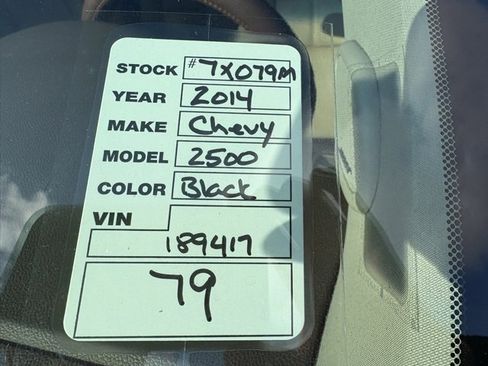 STOCK #7X079M
YEAR 2014
MAKE Chevy
MODEL 2500
COLOR Black
VIN
189417
79